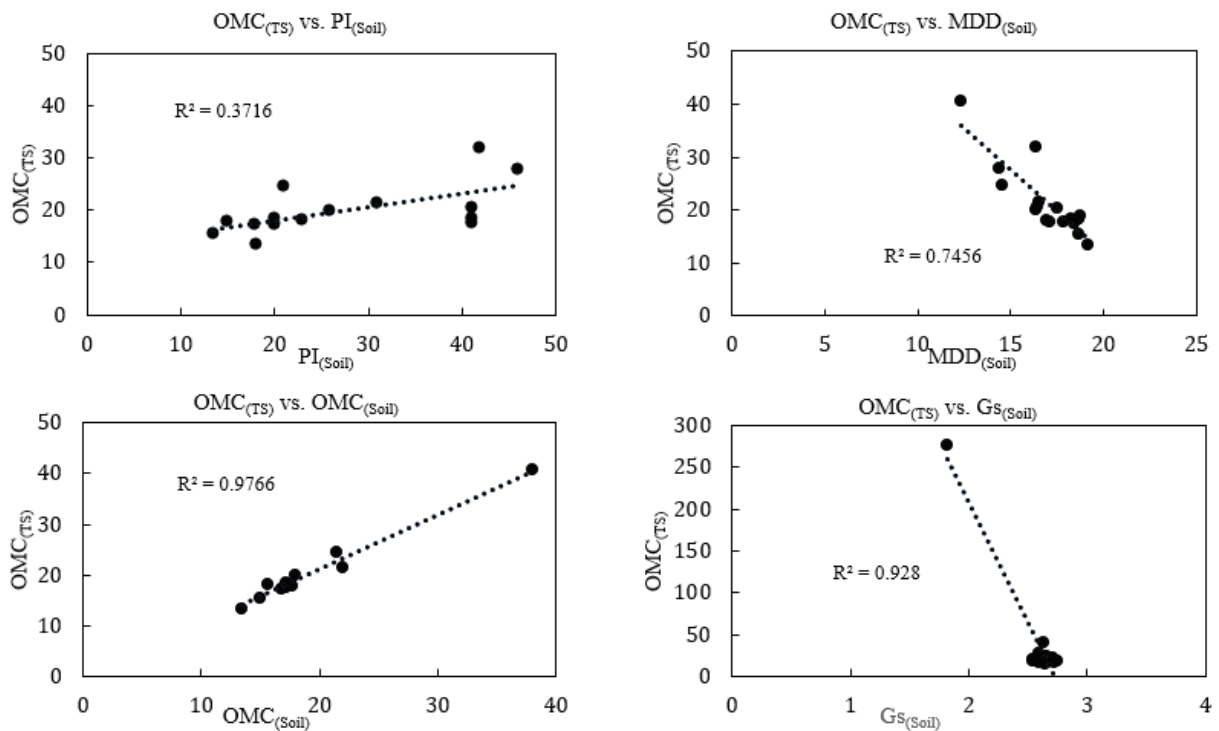 OMC(TS) vs. PI(Soil)
50
40
30
20
10
0
OMC(TS)
R² = 0.3716
0 10 20 30 40 50
PI(Soil)
OMC(TS) vs. MDD(Soil)
50
40
30
20
10
0
OMC(TS)
R² = 0.7456
0 5 10 15 20 25
MDD(Soil)
OMC(TS) vs. OMC(Soil)
50
40
30
20
10
0
OMC(TS)
R² = 0.9766
0 10 20 30 40
OMC(Soil)
OMC(TS) vs. Gs(Soil)
300
250
200
150
100
50
0
OMC(TS)
R² = 0.928
0 1 2 3 4
Gs(Soil)